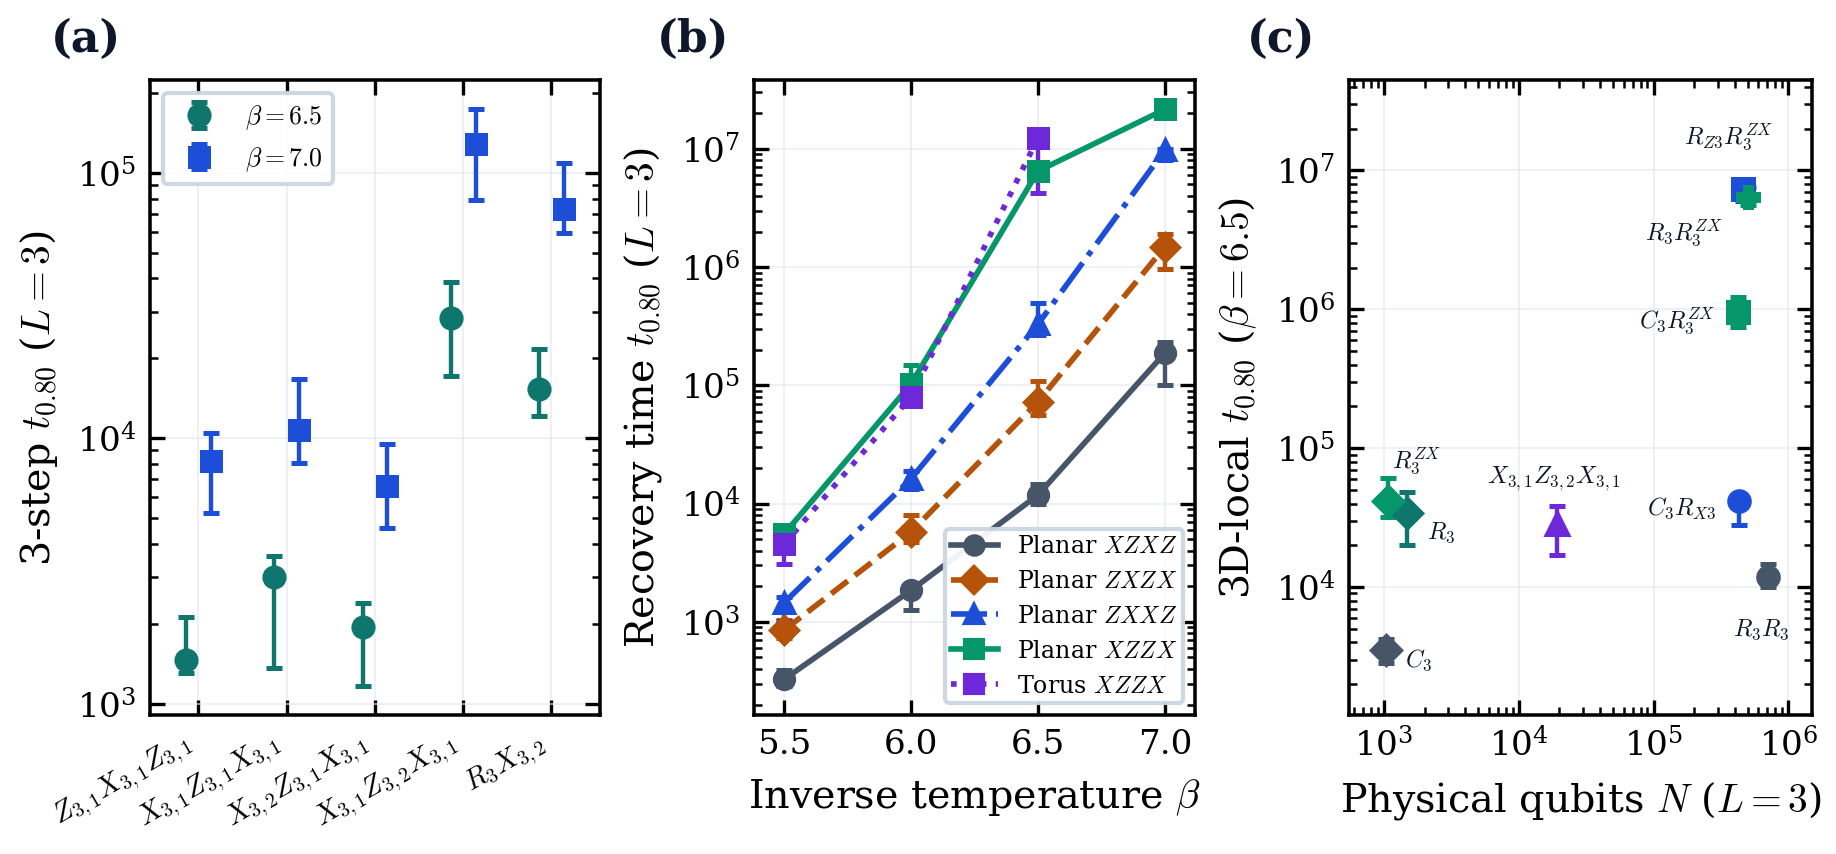 (a)
3-step t_{0.80} (L = 3)
10^5
10^4
10^3
β = 6.5
β = 7.0
Z_{3,1}X_{3,1}Z_{3,1}
X_{3,1}Z_{3,1}X_{3,1}
X_{3,2}Z_{3,1}X_{3,1}
X_{3,1}Z_{3,2}X_{3,1}
R_3X_{3,2}
(b)
Recovery time t_{0.80} (L = 3)
10^7
10^6
10^5
10^4
10^3
Planar XZXZ
Planar ZXZX
Planar ZXXZ
Planar XZZX
Torus XZZX
5.5 6.0 6.5 7.0
Inverse temperature β
(c)
3D-local t_{0.80} (β = 6.5)
10^7
10^6
10^5
10^4
R_{Z3}R_3^{ZX}
R_3R_3^{ZX}
C_3R_3^{ZX}
R_3^{ZX}
X_{3,1}Z_{3,2}X_{3,1}
C_3R_{X3}
R_3
R_3R_3
C_3
10^3 10^4 10^5 10^6
Physical qubits N (L = 3)